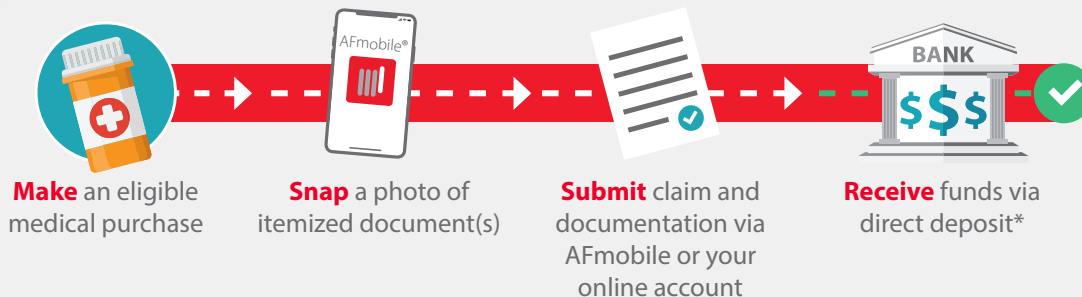 AFmobile®
BANK
$$$
Make an eligible
medical purchase
Snap a photo of
itemized document(s)
Submit claim and
documentation via
AFmobile or your
online account
Receive funds via
direct deposit*